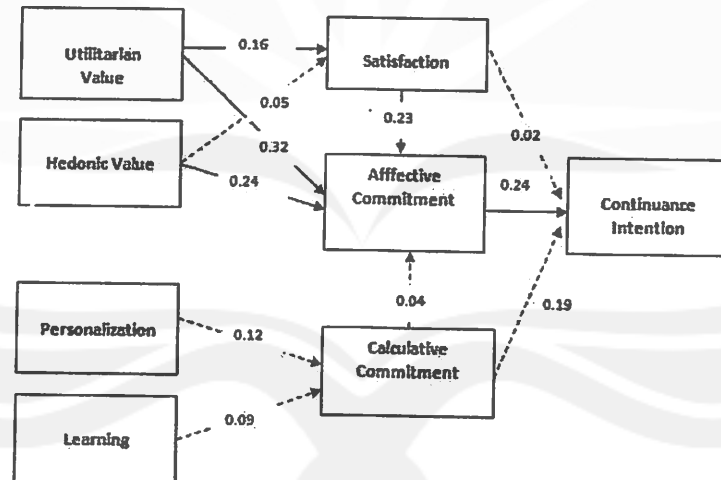 Utilitarian
Value
0.16
Satisfaction
0.05
0.23
0.02
Hedonic Value
0.32
0.24
Afffective
Commitment
0.24
Continuance
Intention
0.04
0.19
Personalization
0.12
Calculative
Commitment
0.09
Learning